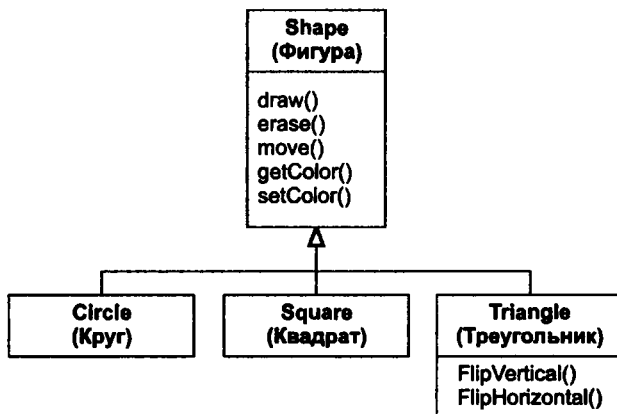 Shape
(Фигура)
draw()
erase()
move()
getColor()
setColor()
Circle
(Круг)
Square
(Квадрат)
Triangle
(Треугольник)
FlipVertical()
FlipHorizontal()